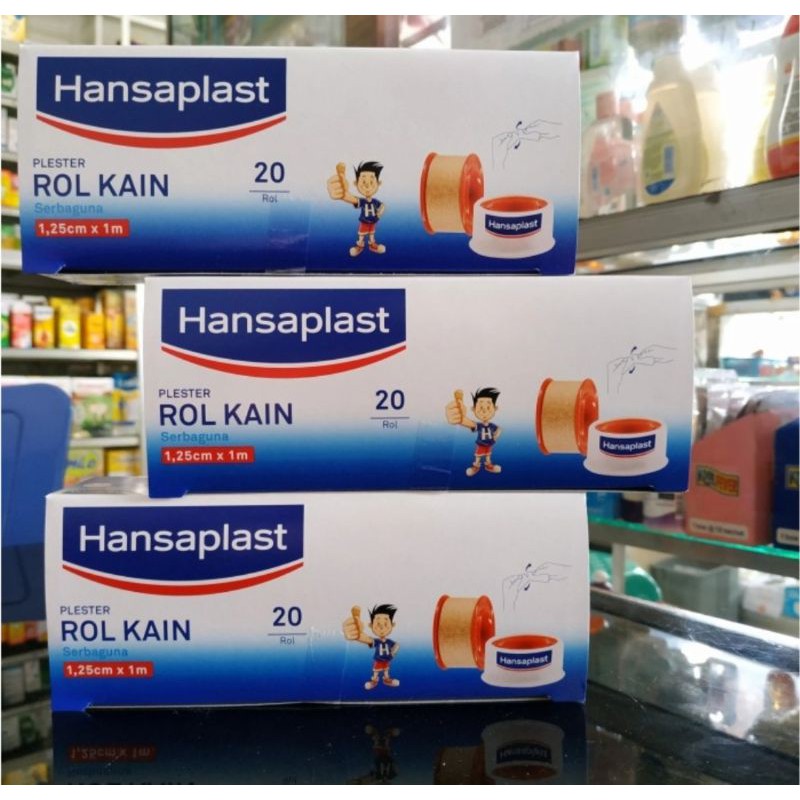 Hansaplast
PLESTER
ROL KAIN
Serbaguna
1,25cm x 1m
20
Rol
H
Hansaplast
Hansaplast
PLESTER
ROL KAIN
Serbaguna
1,25cm x 1m
20
Rol
H
Hansaplast
Hansaplast
PLESTER
ROL KAIN
Serbaguna
1,25cm x 1m
20
Rol
H
Hansaplast